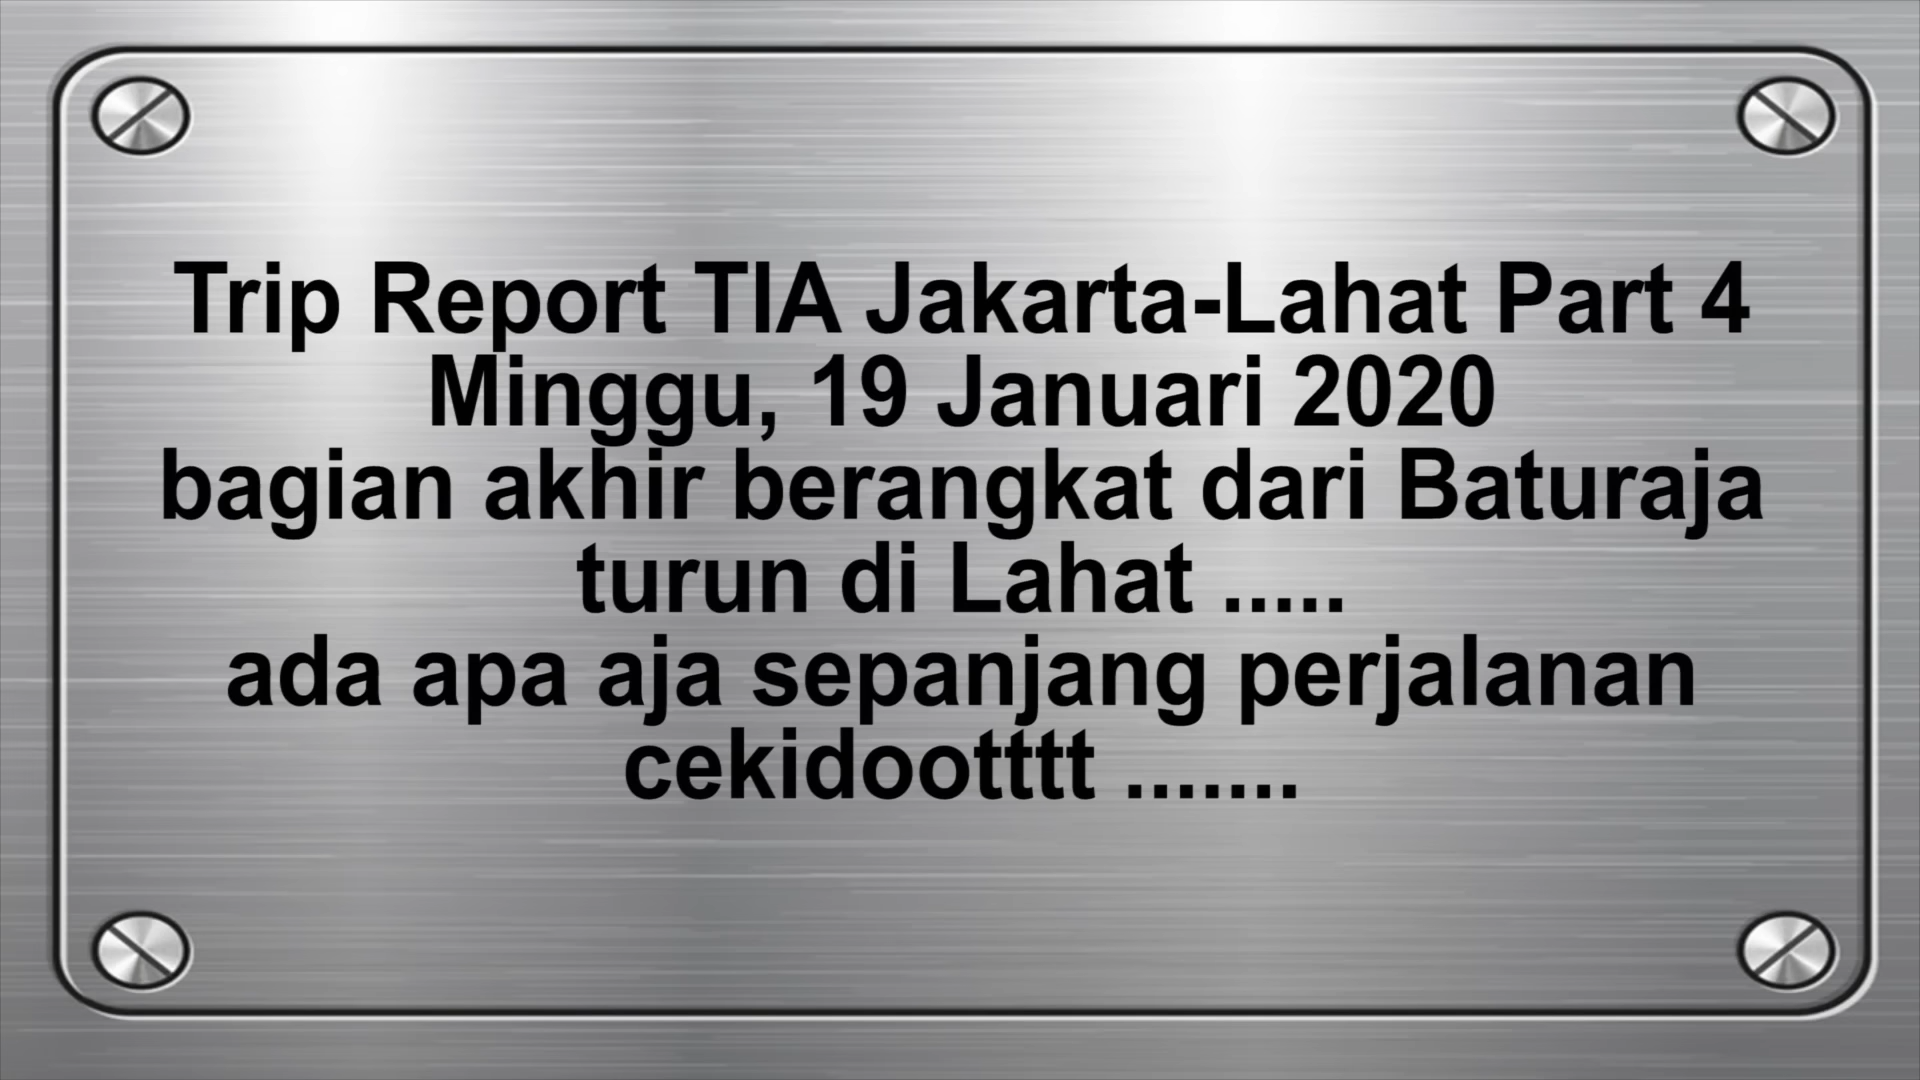 Trip Report TIA Jakarta-Lahat Part 4
Minggu, 19 Januari 2020
bagian akhir berangkat dari Baturaja
turun di Lahat .....
ada apa aja sepanjang perjalanan
cekidootttt .......